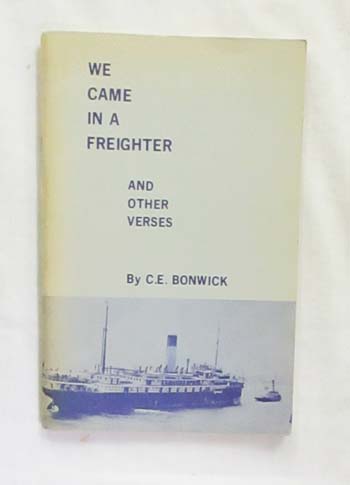 WE
CAME
IN A
FREIGHTER
AND
OTHER
VERSES
By C.E. BONWICK